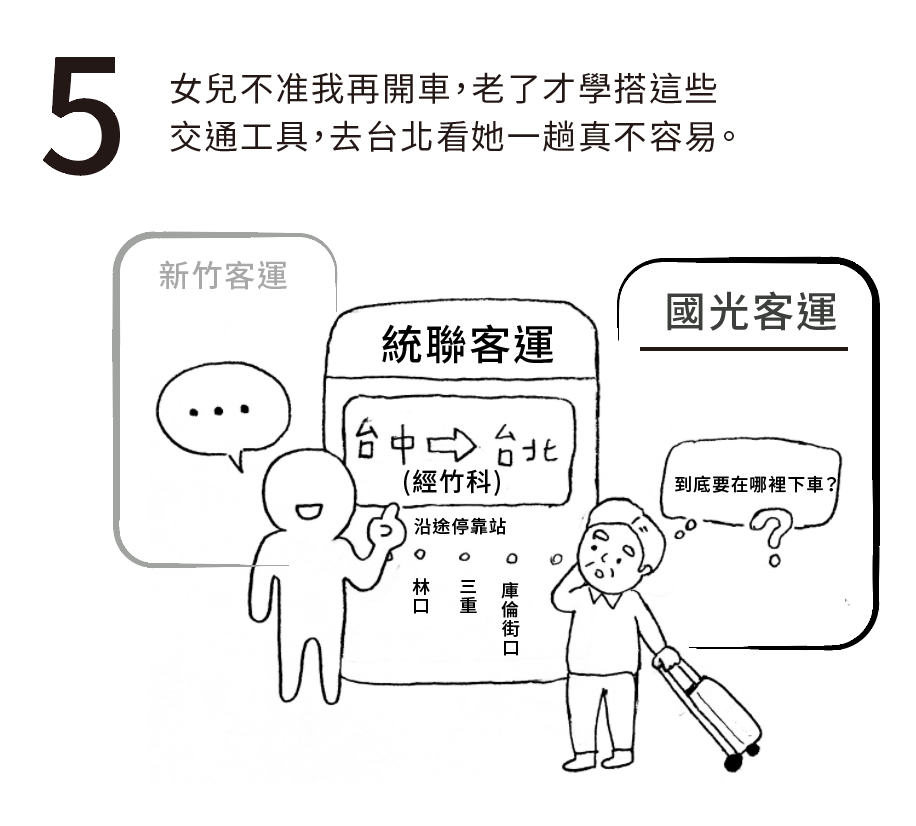 5
女兒不准我再開車，老了才學搭這些
交通工具，去台北看她一趟真不容易。
新竹客運
國光客運
統聯客運
...
台中⇨台北
(經竹科)
到底要在哪裡下車?
?
沿途停靠站
林口
三重
庫倫街口